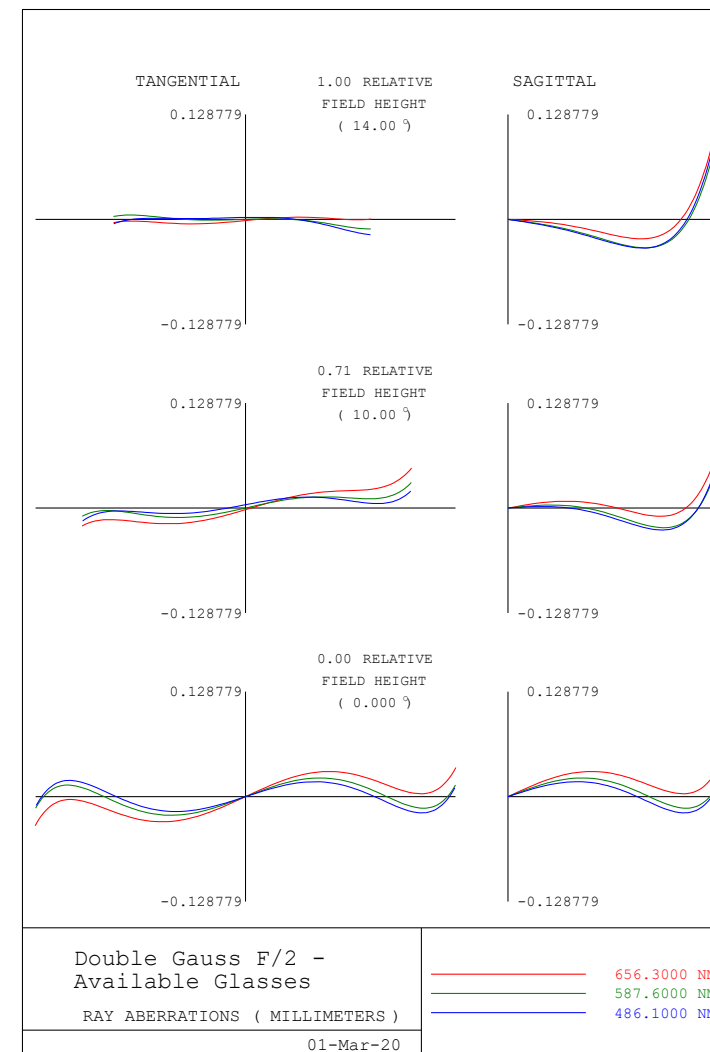 TANGENTIAL 1.00 RELATIVE SAGITTAL
FIELD HEIGHT
0.128779 0.128779
( 14.00 °)
-0.128779 -0.128779
0.71 RELATIVE
FIELD HEIGHT
0.128779 0.128779
( 10.00 °)
-0.128779 -0.128779
0.00 RELATIVE
FIELD HEIGHT
0.128779 0.128779
( 0.000 °)
-0.128779 -0.128779
Double Gauss F/2 -
Available Glasses
RAY ABERRATIONS ( MILLIMETERS )
01-Mar-20
656.3000 NM
587.6000 NM
486.1000 NM